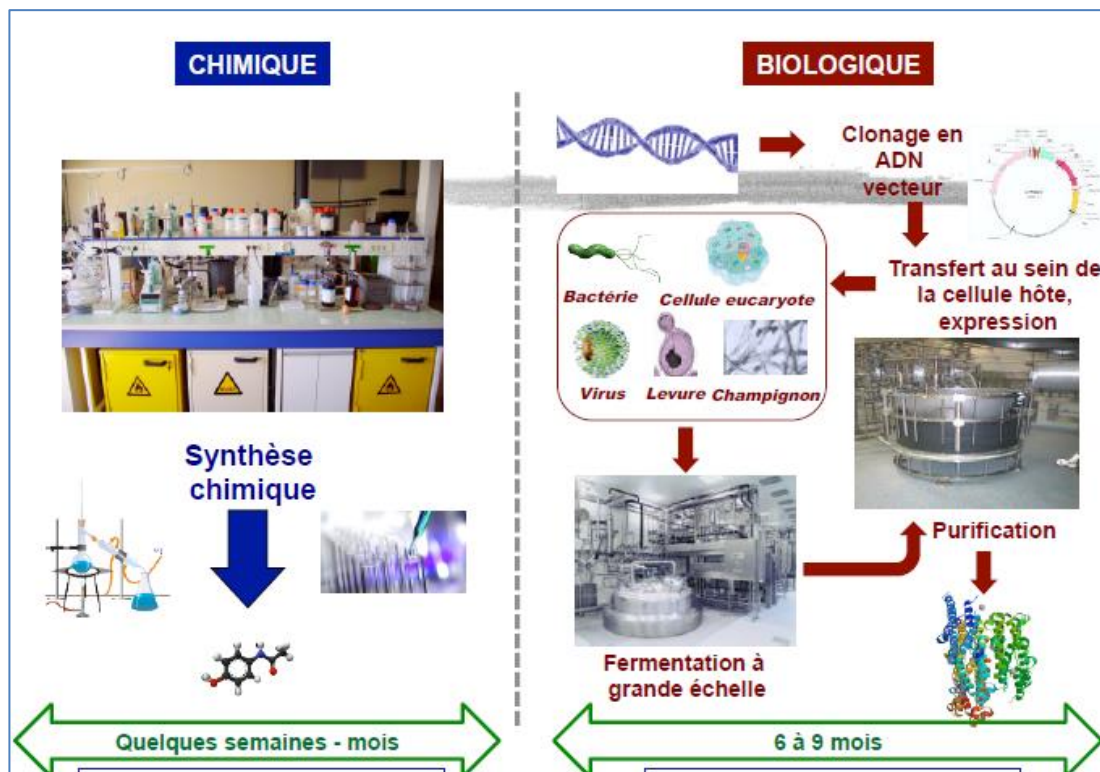 CHIMIQUE
Synthèse
chimique
Quelques semaines - mois
BIOLOGIQUE
Clonage en
ADN
vecteur
Transfert au sein de
la cellule hôte,
expression
Bactérie
Cellule eucaryote
Virus
Levure
Champignon
Fermentation à
grande échelle
Purification
6 à 9 mois